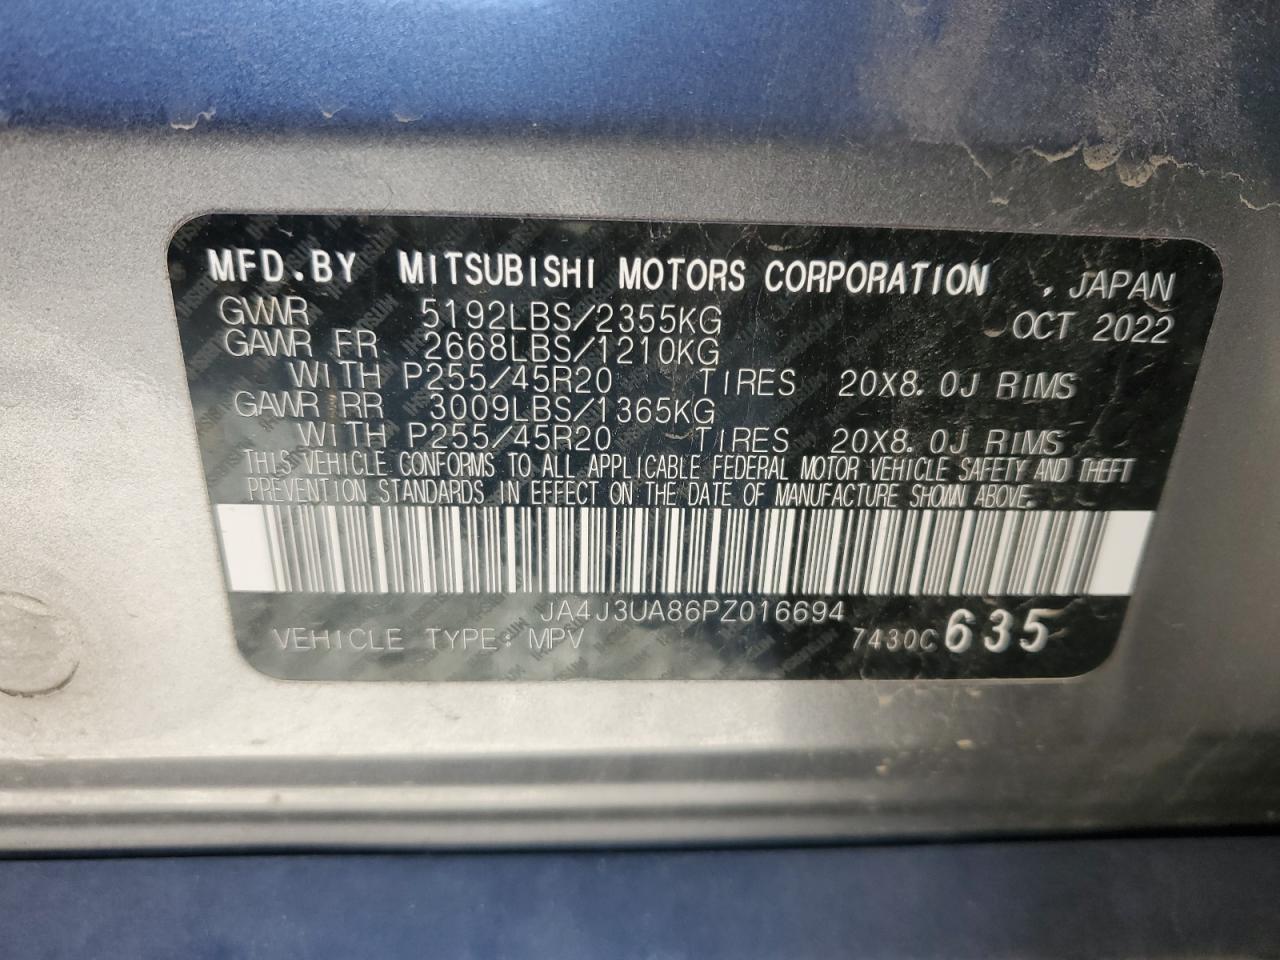 MFD.BY MITSUBISHI MOTORS CORPORATION , JAPAN
GVWR 5192LBS/2355KG OCT 2022
GAWR FR 2668LBS/1210KG
WITH P255/45R20 TIRES 20X8.0J RIMS
GAWR RR 3009LBS/1365KG
WITH P255/45R20 TIRES 20X8.0J RIMS
THIS VEHICLE CONFORMS TO ALL APPLICABLE FEDERAL MOTOR VEHICLE SAFETY AND THEFT
PREVENTION STANDARDS IN EFFECT ON THE DATE OF MANUFACTURE SHOWN ABOVE.
JA4J3UA86PZ016694
VEHICLE TYPE: MPV 7430C 635